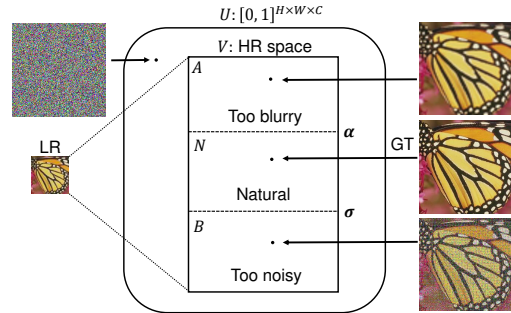 U: [0, 1]^{H×W×C}
V: HR space
A
Too blurry
α
LR
N
GT
Natural
σ
B
Too noisy